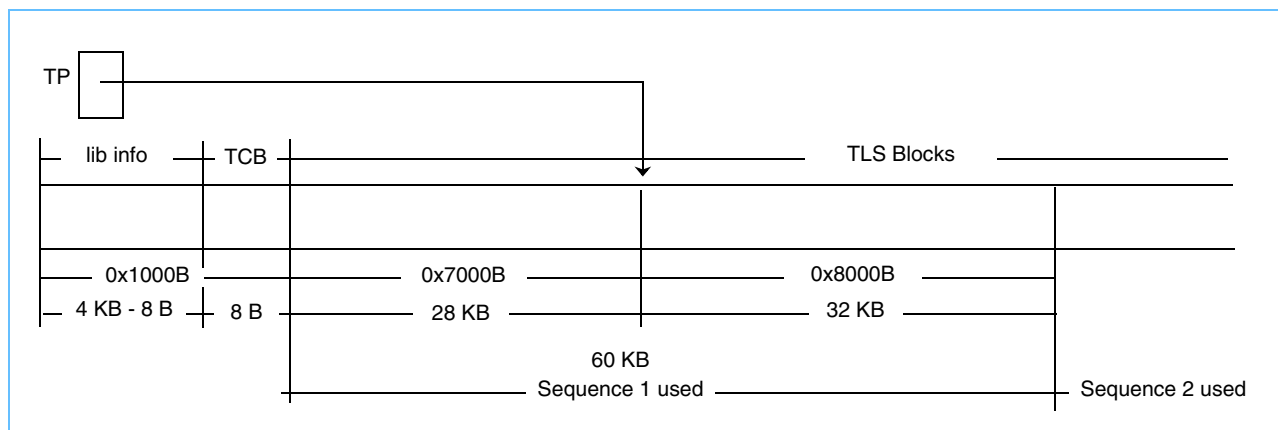 TP
lib info
TCB
TLS Blocks
0x1000B
0x7000B
0x8000B
4 KB - 8 B
8 B
28 KB
32 KB
60 KB
Sequence 1 used
Sequence 2 used